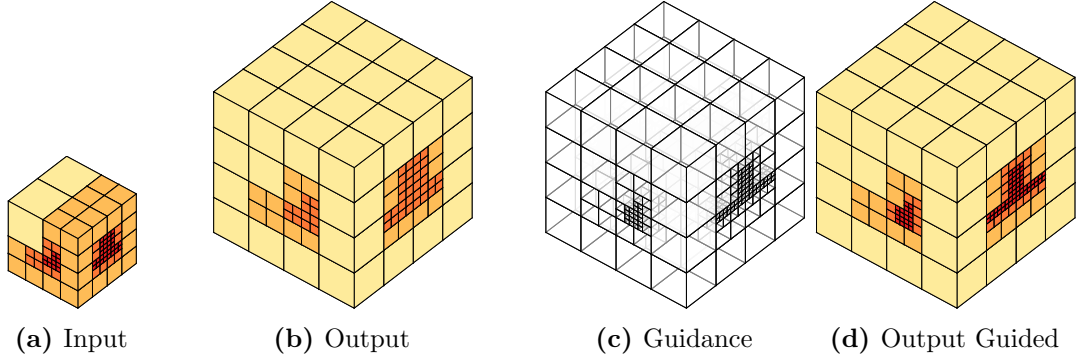 (a) Input
(b) Output
(c) Guidance
(d) Output Guided